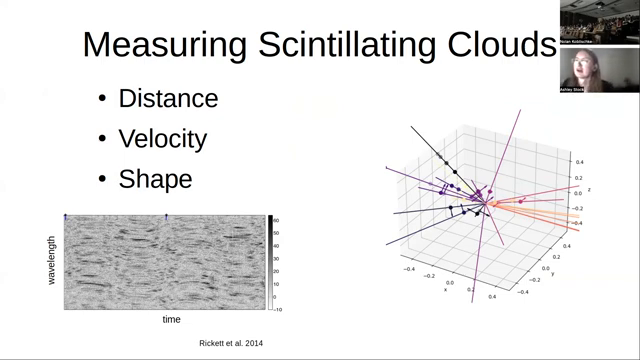 Measuring Scintillating Clouds
• Distance
• Velocity
• Shape
wavelength
time
60
50
40
30
20
10
0
−10
Rickett et al. 2014
0.4
0.2
0.0
−0.2
−0.4
z
−0.4
−0.2
0.0
0.2
0.4
x
−0.4
−0.2
0.0
0.2
0.4
y
Ashley Stock